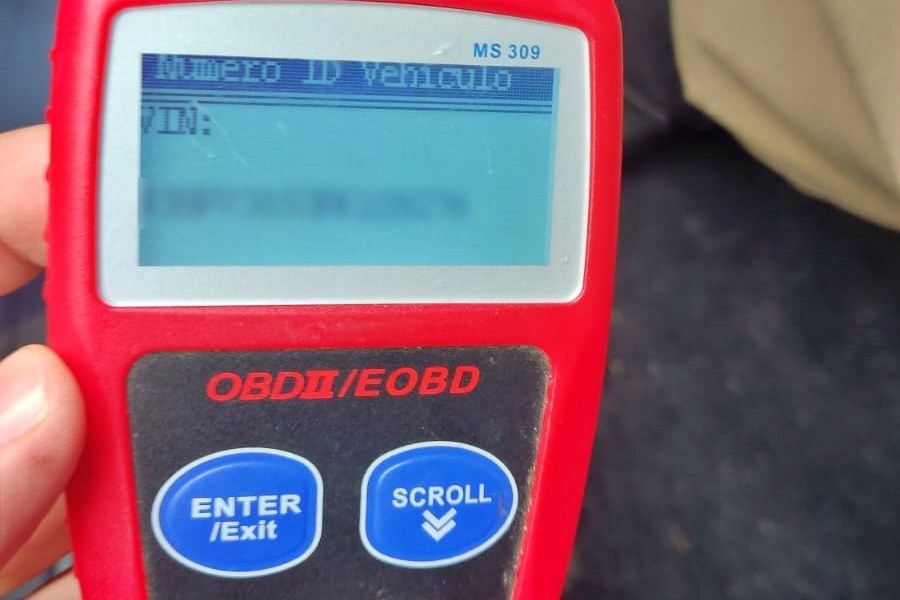 MS 309
Numero ID Vehiculo
VIN:
OBDII/EOBD
ENTER
/Exit
SCROLL